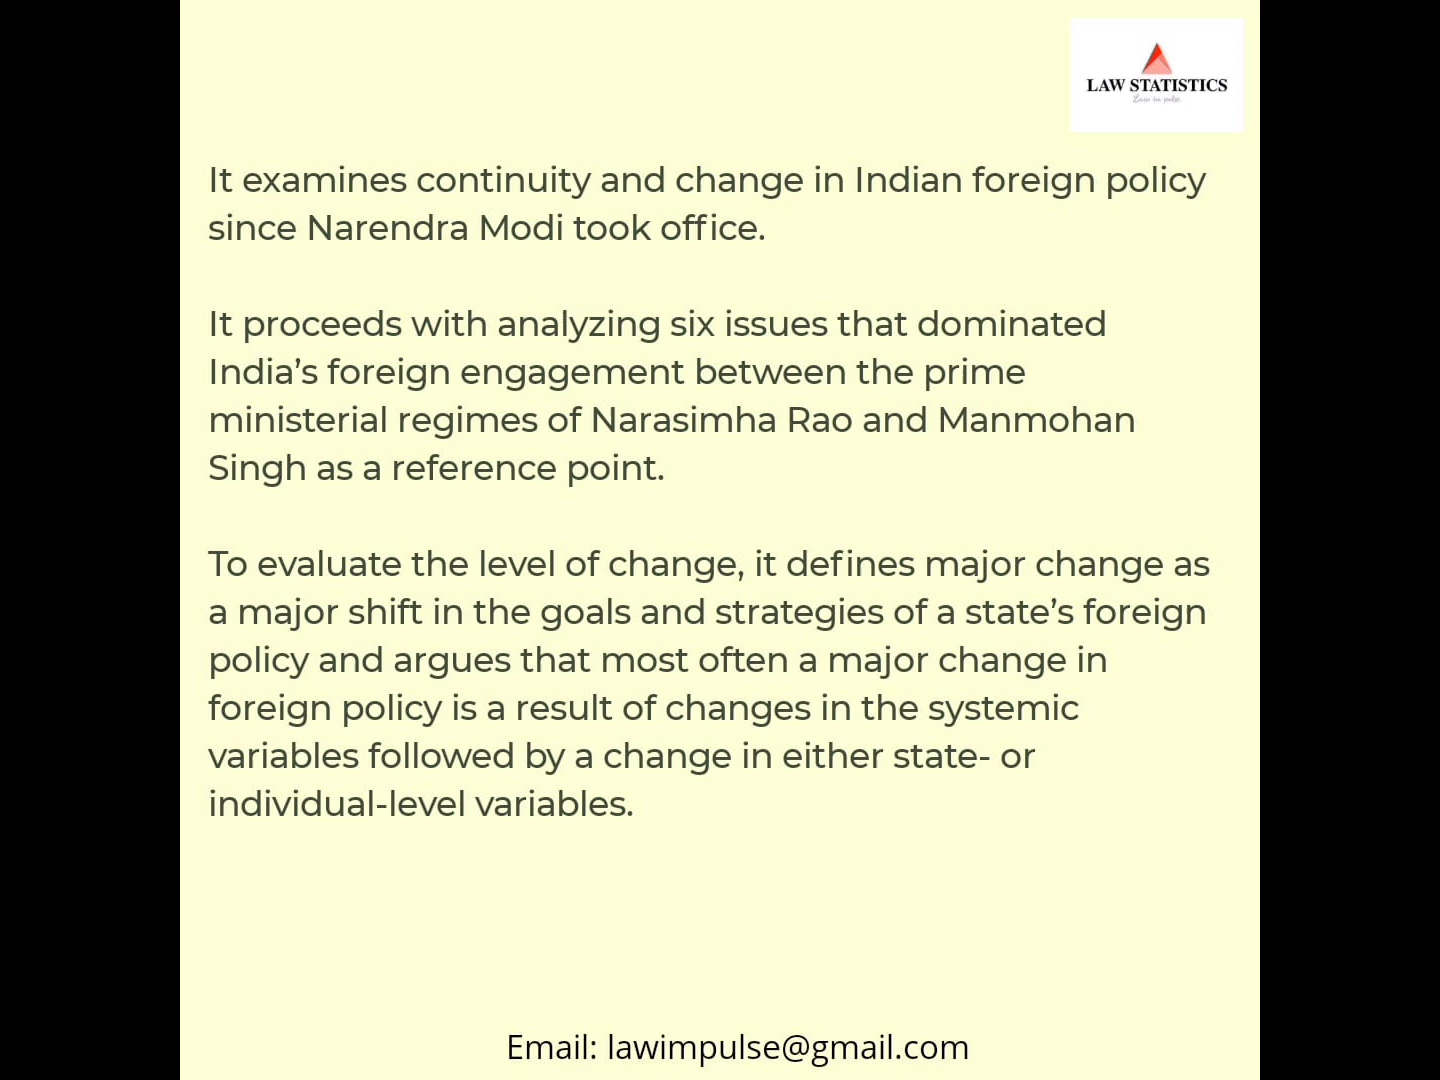 LAW STATISTICS
Law in pulse
It examines continuity and change in Indian foreign policy
since Narendra Modi took office.
It proceeds with analyzing six issues that dominated
India’s foreign engagement between the prime
ministerial regimes of Narasimha Rao and Manmohan
Singh as a reference point.
To evaluate the level of change, it defines major change as
a major shift in the goals and strategies of a state’s foreign
policy and argues that most often a major change in
foreign policy is a result of changes in the systemic
variables followed by a change in either state- or
individual-level variables.
Email: lawimpulse@gmail.com